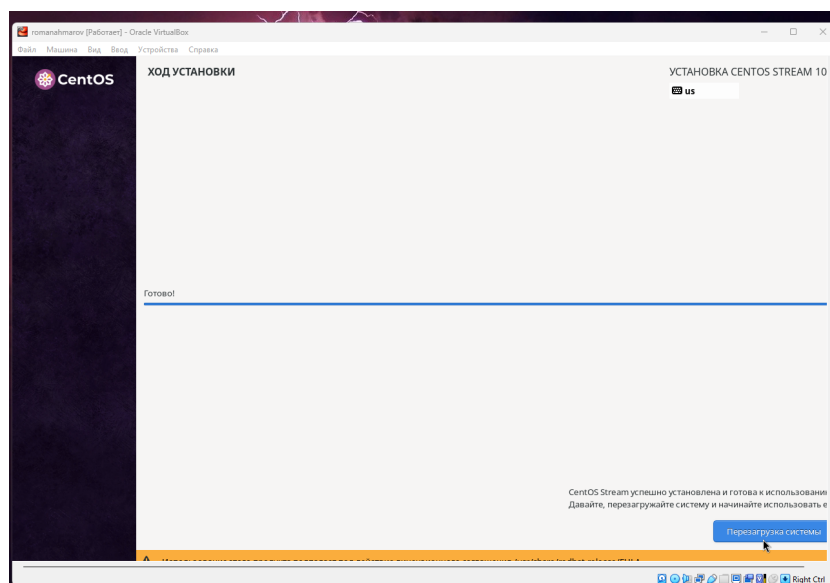 romanahmarov [Работает] - Oracle VirtualBox
Файл Машина Вид Ввод Устройства Справка
CentOS
ХОД УСТАНОВКИ
УСТАНОВКА CENTOS STREAM 10
us
Готово!
CentOS Stream успешно установлена и готова к использовани
Давайте, перезагружайте систему и начинайте использовать е
Перезагрузка системы
Right Ctrl